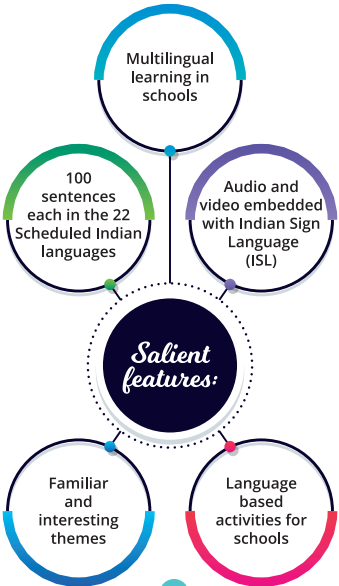 Multilingual
learning in
schools
100
sentences
each in the 22
Scheduled Indian
languages
Audio and
video embedded
with Indian Sign
Language
(ISL)
Salient
features:
Familiar
and
interesting
themes
Language
based
activities for
schools